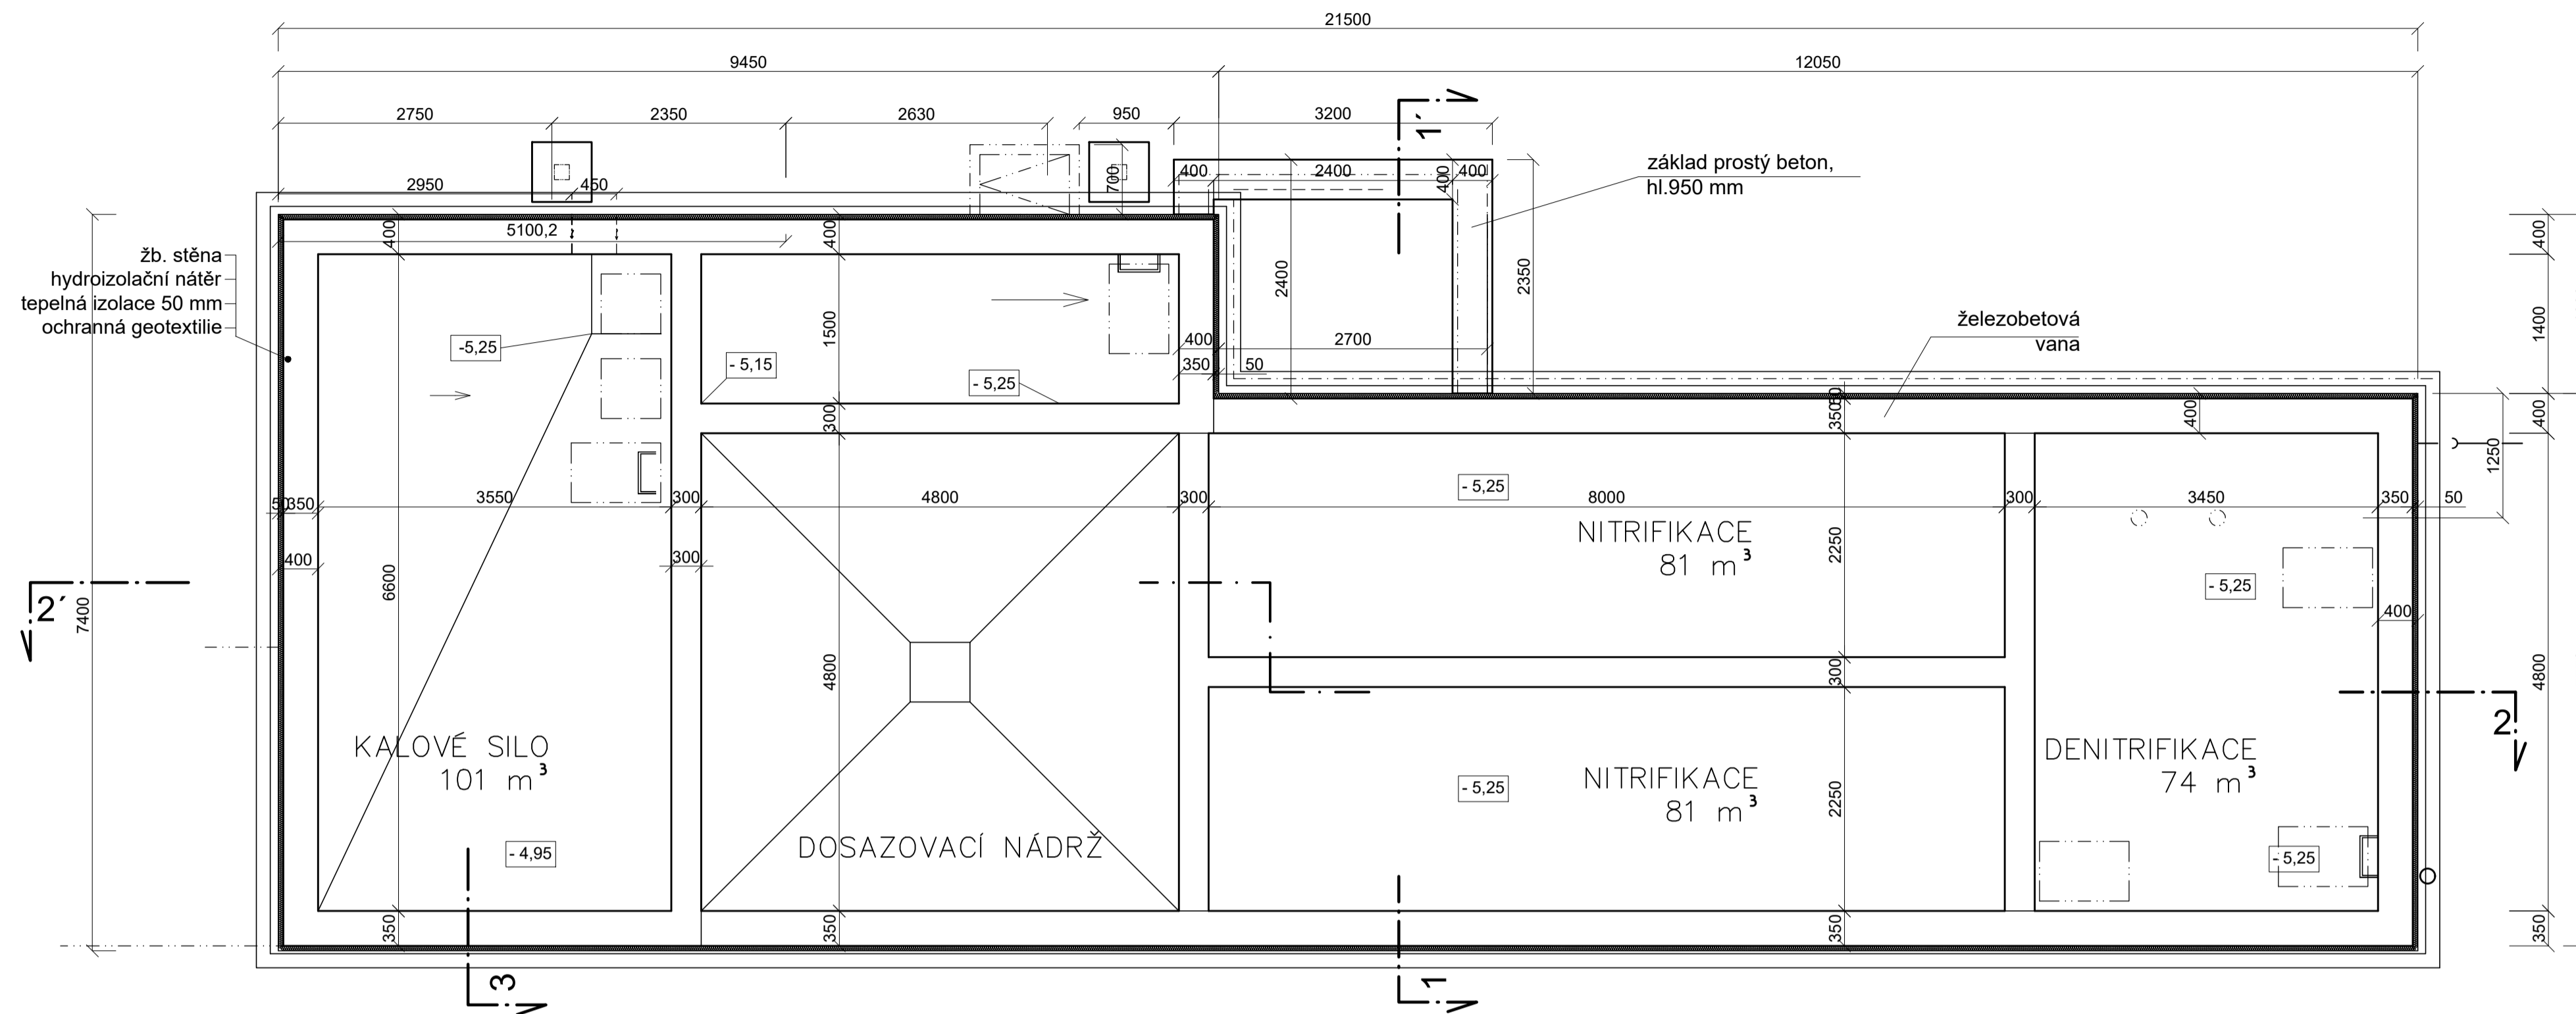 21500
9450 12050
2750 2350 2630 950 3200
1´
základ prostý beton,
hl.950 mm
2950 450 700 400 2400 400 400
5100,2
400 400 400
žb. stěna
hydroizolační nátěr
tepelná izolace 50 mm
ochranná geotextilie
2400 2350
1500 1400
-5,25
- 5,15
- 5,25
400 2700
350 50
železobetová
vana
300 350 50 400 400
1250
50 350 3550 300 4800 300 8000 300 3450 350 50
- 5,25
NITRIFIKACE
81 m³
2250
400 300
6600
7400
2´
- 5,25
400
4800 300 4800
2
KALOVÉ SILO
101 m³
- 4,95
DOSAZOVACÍ NÁDRŽ
- 5,25
NITRIFIKACE
81 m³
2250
DENITRIFIKACE
74 m³
- 5,25
350 350 350 350
3 1